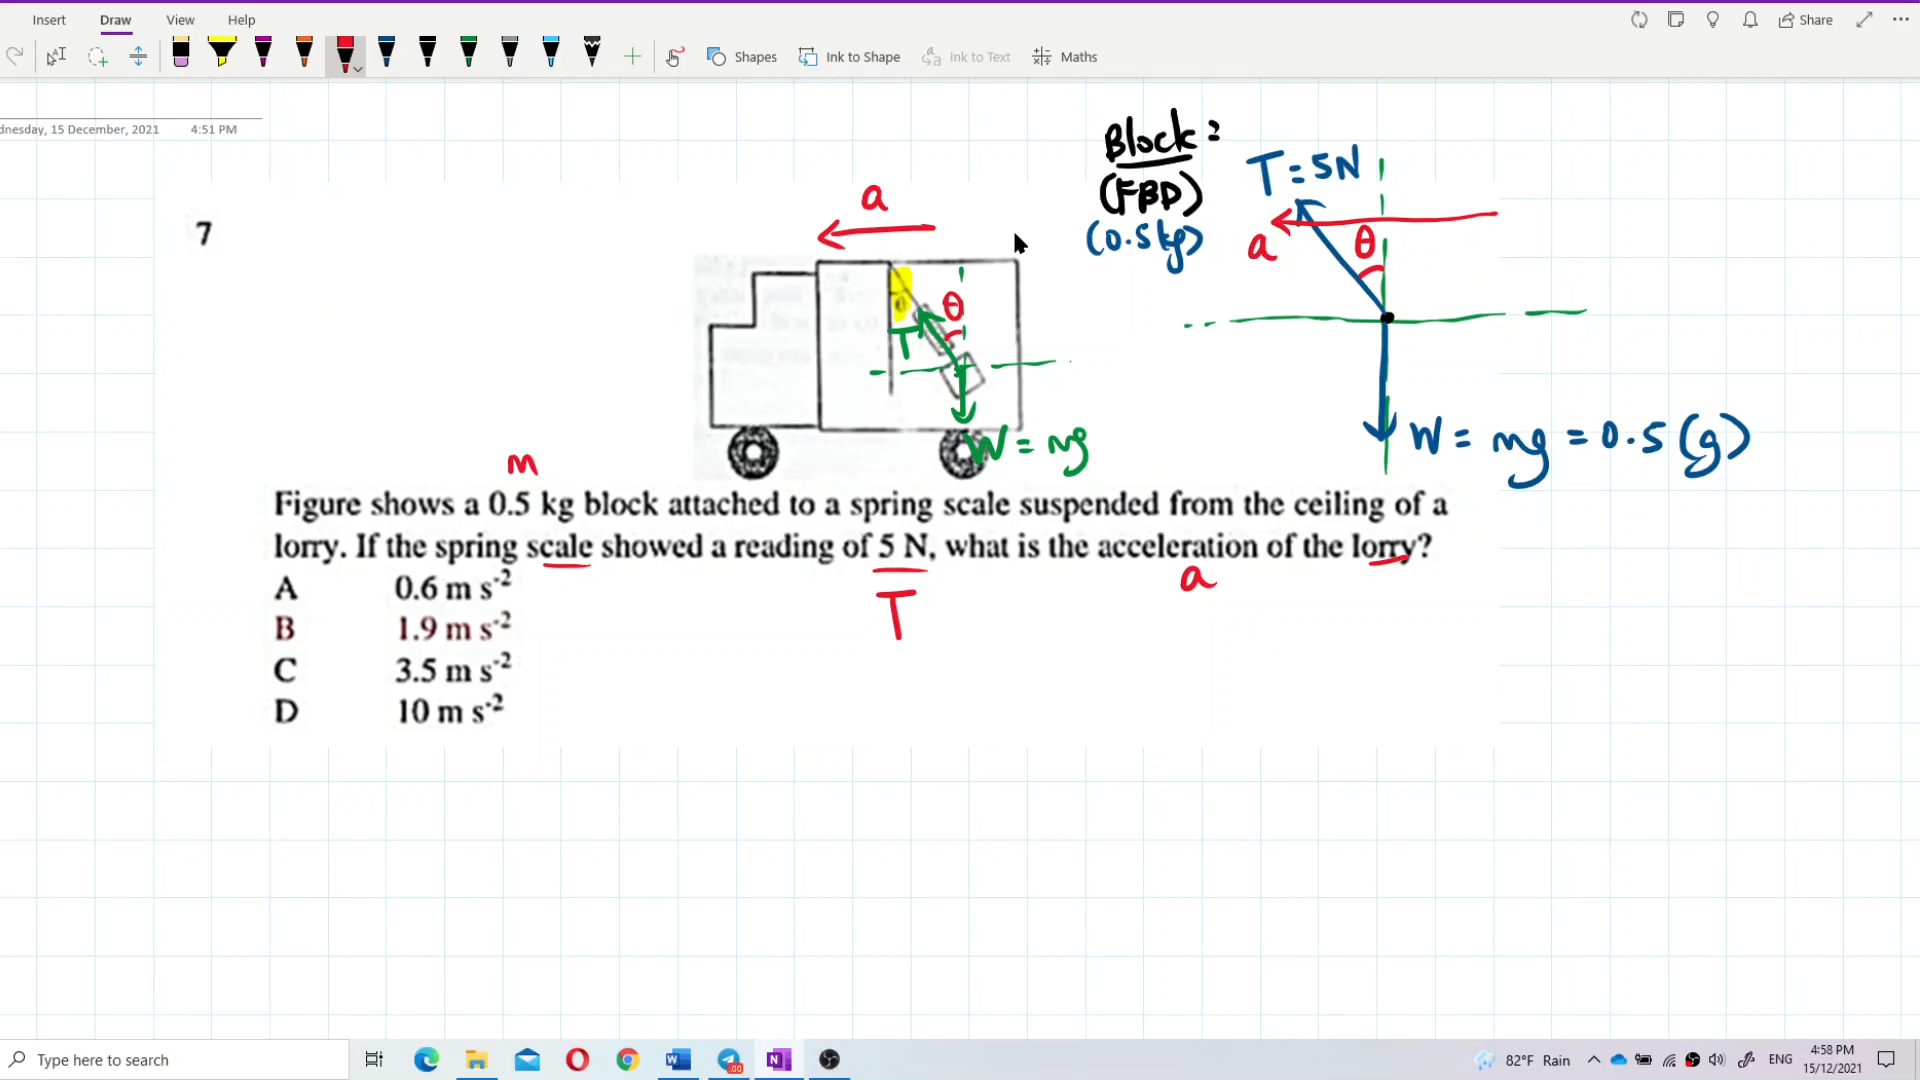 Insert Draw View Help
Share
Shapes Ink to Shape Ink to Text Maths
dnesday, 15 December, 2021 4:51 PM
Block:
(FBD)
(0.5kg)
T = 5N
a
θ
W = mg = 0.5 (g)
7
a
θ
θ
T
W = mg
m
Figure shows a 0.5 kg block attached to a spring scale suspended from the ceiling of a
lorry. If the spring scale showed a reading of 5 N, what is the acceleration of the lorry?
T
a
A 0.6 m s⁻²
B 1.9 m s⁻²
C 3.5 m s⁻²
D 10 m s⁻²
Type here to search
82°F Rain
ENG
4:58 PM
15/12/2021